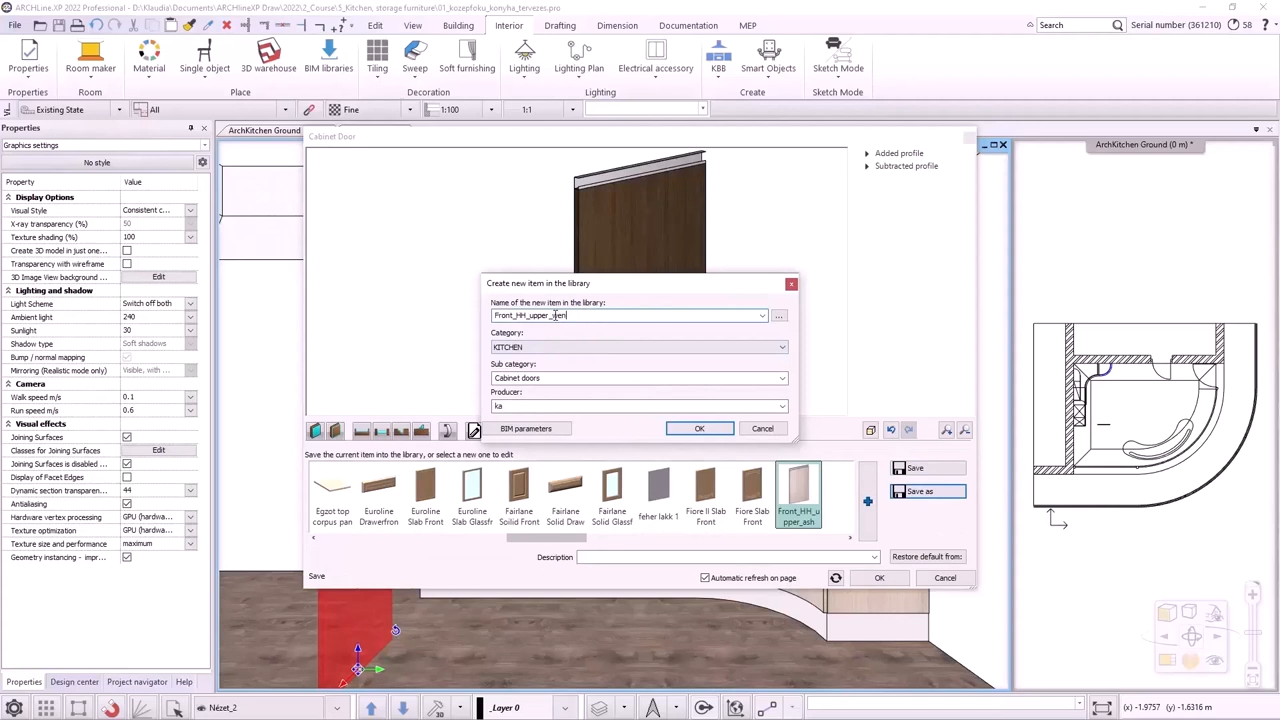 ARCHLine.XP 2022 Professional - D:\Klaudia\Documents\ARCHlineXP Draw\2022\2_Course\5_Kitchen, storage furniture\01_kozepfoku_konyha_tervezes.pro
Edit View Building Interior Drafting Dimension Documentation MEP
Search Serial number (361210) 58
Properties Room maker Material Single object 3D warehouse BIM libraries Tiling Sweep Soft furnishing Lighting Lighting Plan Electrical accessory KBB Smart Objects Sketch Mode
Properties Room Place Decoration Lighting Create Sketch Mode
Existing State All Fine 1:100 1:1
Properties
Graphics settings
No style
Property Value
Display Options
Visual Style Consistent c...
X-ray transparency (%) 50
Texture shading (%) 100
Create 3D model in just one...
Transparency with wireframe
3D Image View background ... Edit
Lighting and shadow
Light Scheme Switch off both
Ambient light 240
Sunlight 30
Shadow type Soft shadows
Bump / normal mapping
Mirroring (Realistic mode only) Visible, with ...
Camera
Walk speed m/s 0.1
Run speed m/s 0.6
Visual effects
Joining Surfaces
Classes for Joining Surfaces Edit
Joining Surfaces is disabled ...
Display of Facet Edges
Dynamic section transparen... 44
Antialiasing
Hardware vertex processing GPU (hardwa...
Texture optimization GPU (hardwa...
Texture size and performance maximum
Geometry instancing - impr...
ArchKitchen Ground
Cabinet Door
Added profile
Subtracted profile
Create new item in the library
Name of the new item in the library:
Front_HH_upper_wen
...
Category:
KITCHEN
Sub category:
Cabinet doors
Producer:
ka
BIM parameters OK Cancel
Save the current item into the library, or select a new one to edit
Egzot top corpus pan
Euroline Drawerfron
Euroline Slab Front
Euroline Slab Glassfr
Fairlane Solid Front
Fairlane Solid Draw
Fairlane Solid Glassf
feher lakk 1
Fiore II Slab Front
Fiore Slab Front
Front_HH_u pper_ash
Save
Save as
Description
Restore default from:
Save
Automatic refresh on page
OK Cancel
ArchKitchen Ground (0 m) *
Properties Design center Project navigator Help
Nézet_2
30
_Layer 0
(x) -1.9757 (y) -1.6316 m